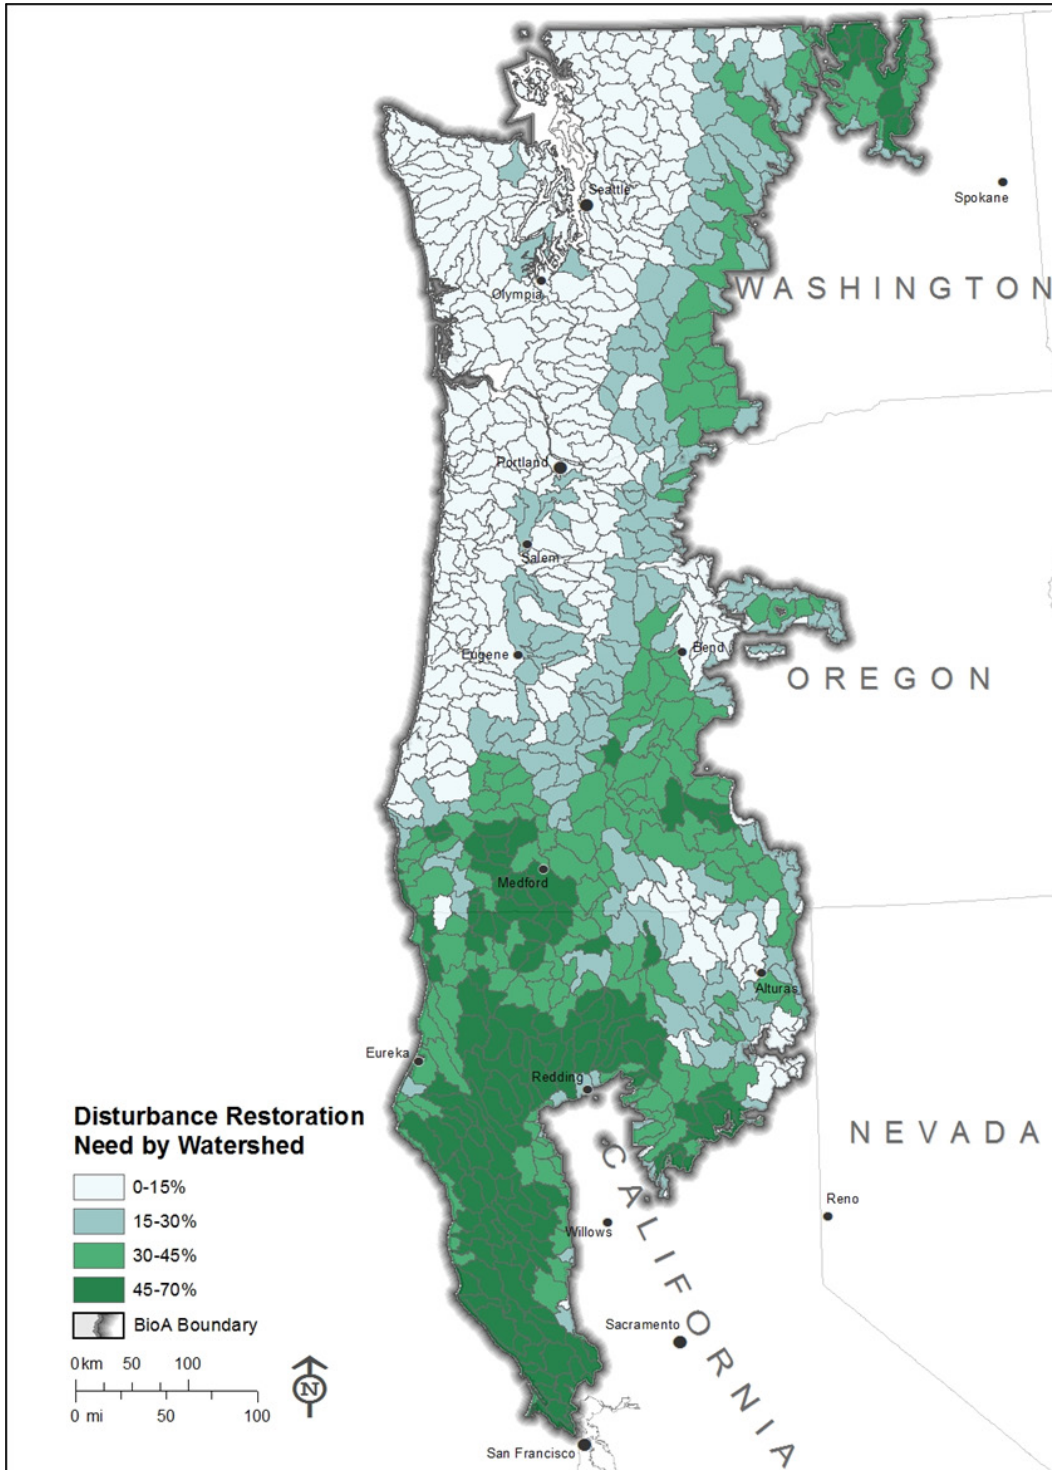 Seattle
Spokane
WASHINGTON
Olympia
Portland
Salem
Eugene
Bend
OREGON
Medford
Alturas
Eureka
Redding
Disturbance Restoration
Need by Watershed
0-15%
15-30%
30-45%
45-70%
BioA Boundary
0 km 50 100
0 mi 50 100
N
NEVADA
CALIFORNIA
Reno
Willows
Sacramento
San Francisco